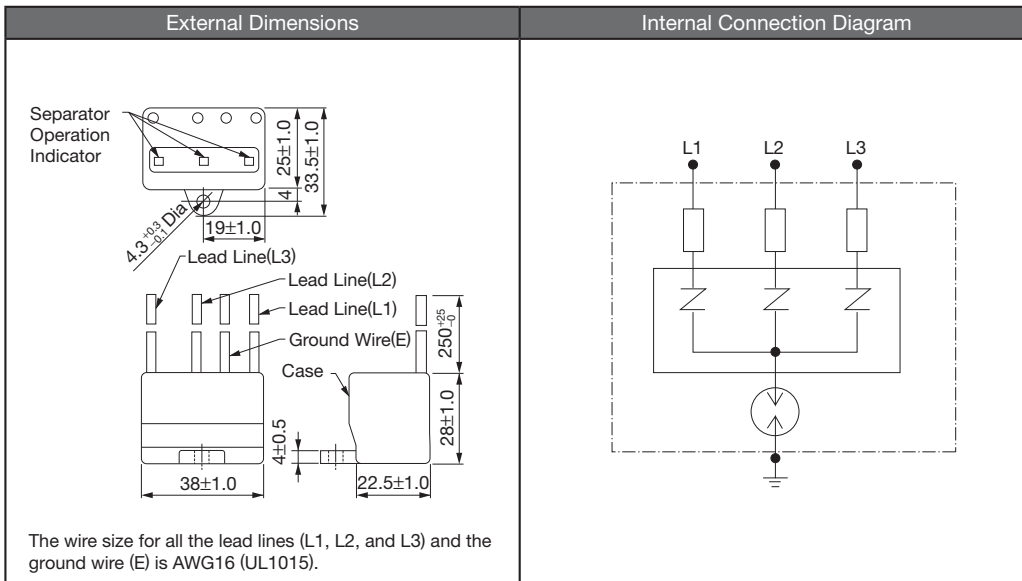 External Dimensions
Internal Connection Diagram
Separator
Operation
Indicator
25±1.0
33.5±1.0
4
4.3+0.3−0.1 Dia
19±1.0
Lead Line(L3)
Lead Line(L2)
Lead Line(L1)
Ground Wire(E)
Case
250+25−0
28±1.0
4±0.5
38±1.0
22.5±1.0
The wire size for all the lead lines (L1, L2, and L3) and the
ground wire (E) is AWG16 (UL1015).
L1
L2
L3